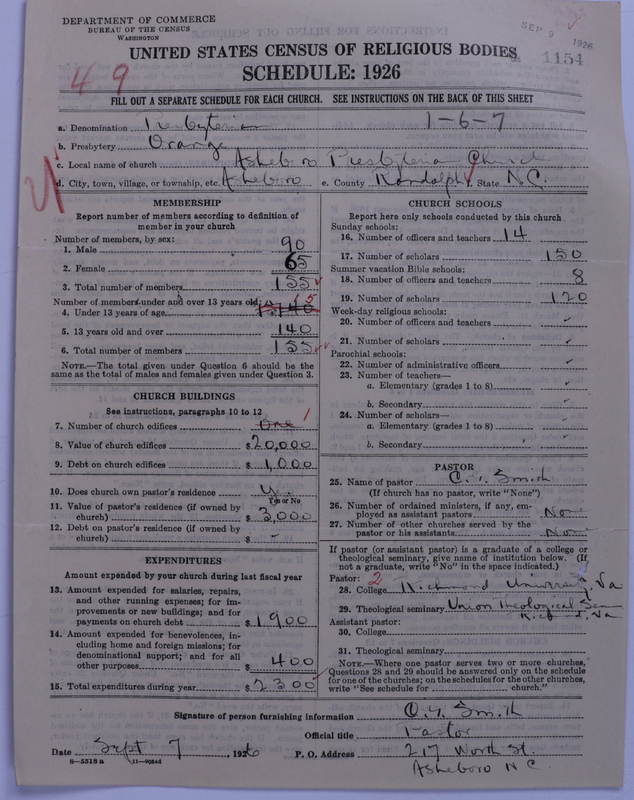 DEPARTMENT OF COMMERCE
BUREAU OF THE CENSUS
WASHINGTON
SEP 9 1926
1154
UNITED STATES CENSUS OF RELIGIOUS BODIES
SCHEDULE: 1926
49
FILL OUT A SEPARATE SCHEDULE FOR EACH CHURCH. SEE INSTRUCTIONS ON THE BACK OF THIS SHEET
1-6-7
a. Denomination Presbyterian
b. Presbytery Orange
c. Local name of church Asheboro Presbyterian Church
d. City, town, village, or township, etc. Asheboro e. County Randolph f. State N.C.
MEMBERSHIP
Report number of members according to definition of
member in your church
Number of members, by sex:
1. Male 90
2. Female 65
3. Total number of members 155
Number of members under and over 13 years old:
4. Under 13 years of age 15
5. 13 years old and over 140
6. Total number of members 155
NOTE.—The total given under Question 6 should be
same as the total of males and females given under Question 3.
CHURCH BUILDINGS
See instructions, paragraphs 10 to 12
7. Number of church edifices One 1
8. Value of church edifices $20,000
9. Debt on church edifices $1,000
10. Does church own pastor's residence y.
Yes or No
11. Value of pastor's residence (if owned by
church) $3,000
12. Debt on pastor's residence (if owned by
church) $ -
EXPENDITURES
Amount expended by your church during last fiscal year
13. Amount expended for salaries, repairs,
and other running expenses; for im-
provements or new buildings; and for
payments on church debt $1,900
14. Amount expended for benevolences, in-
cluding home and foreign missions; for
denominational support; and for all
other purposes $400
15. Total expenditures during year $2300
CHURCH SCHOOLS
Report here only schools conducted by this church
Sunday schools:
16. Number of officers and teachers 14
17. Number of scholars 150
Summer vacation Bible schools:
18. Number of officers and teachers 8
19. Number of scholars 120
Week-day religious schools:
20. Number of officers and teachers
21. Number of scholars
Parochial schools:
22. Number of administrative officers
23. Number of teachers—
a. Elementary (grades 1 to 8)
b. Secondary
24. Number of scholars—
a. Elementary (grades 1 to 8)
b. Secondary
PASTOR
25. Name of pastor C. G. Smith
(If church has no pastor, write "None")
26. Number of ordained ministers, if any, em-
ployed as assistant pastors None
27. Number of other churches served by the
pastor or his assistants None
If pastor (or assistant pastor) is a graduate of a college or
theological seminary, give name of institution below. (If
not a graduate, write "No" in the space indicated.)
Pastor: 2
28. College Richmond University, Va
29. Theological seminary Union Theological Sem
Richmond, Va
Assistant pastor:
30. College
31. Theological seminary
NOTE.—Where one pastor serves two or more churches,
Questions 28 and 29 should be answered only on the schedule
for one of the churches; on the schedules for the other churches,
write "See schedule for church."
Signature of person furnishing information C. G. Smith
Official title Pastor
Date Sept 7, 1926 P. O. Address 217 Worth St.
Asheboro N C.
8-5518 a